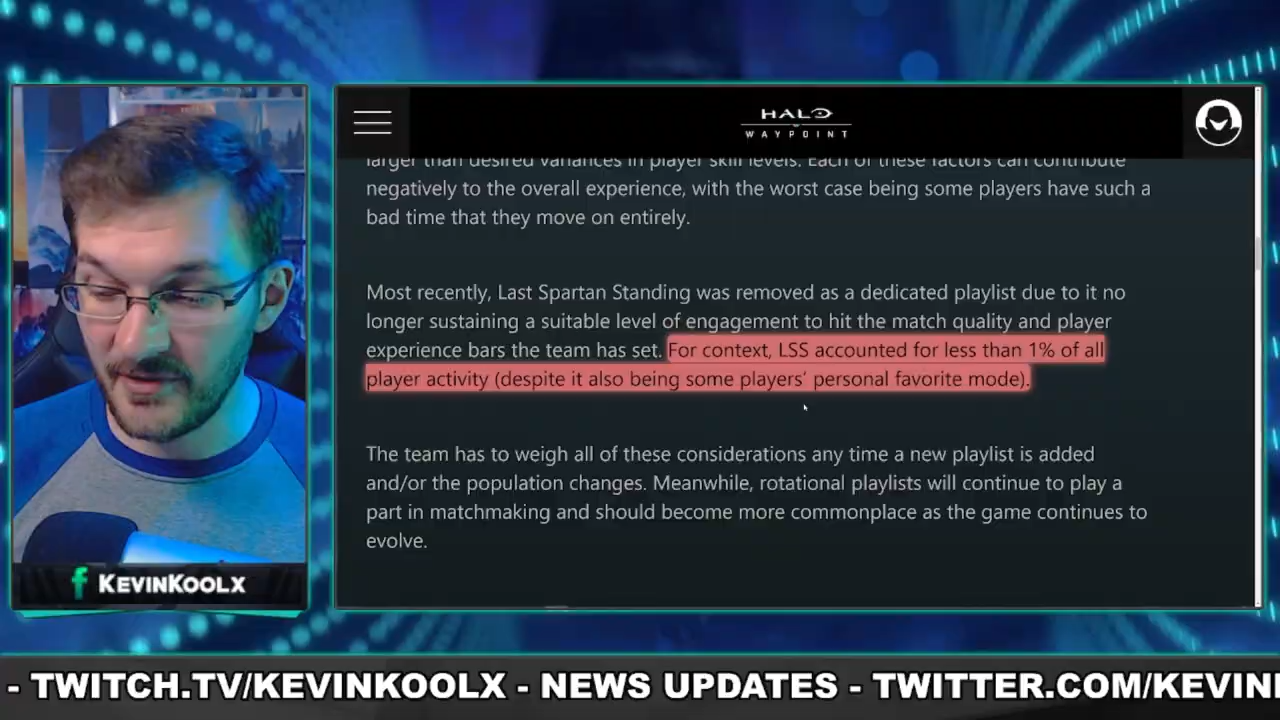 HALO
WAYPOINT
larger than desired variances in player skill levels. Each of these factors can contribute
negatively to the overall experience, with the worst case being some players have such a
bad time that they move on entirely.
Most recently, Last Spartan Standing was removed as a dedicated playlist due to it no
longer sustaining a suitable level of engagement to hit the match quality and player
experience bars the team has set. For context, LSS accounted for less than 1% of all
player activity (despite it also being some players’ personal favorite mode).
The team has to weigh all of these considerations any time a new playlist is added
and/or the population changes. Meanwhile, rotational playlists will continue to play a
part in matchmaking and should become more commonplace as the game continues to
evolve.
f KEVINKOOLX
- TWITCH.TV/KEVINKOOLX - NEWS UPDATES - TWITTER.COM/KEVIN